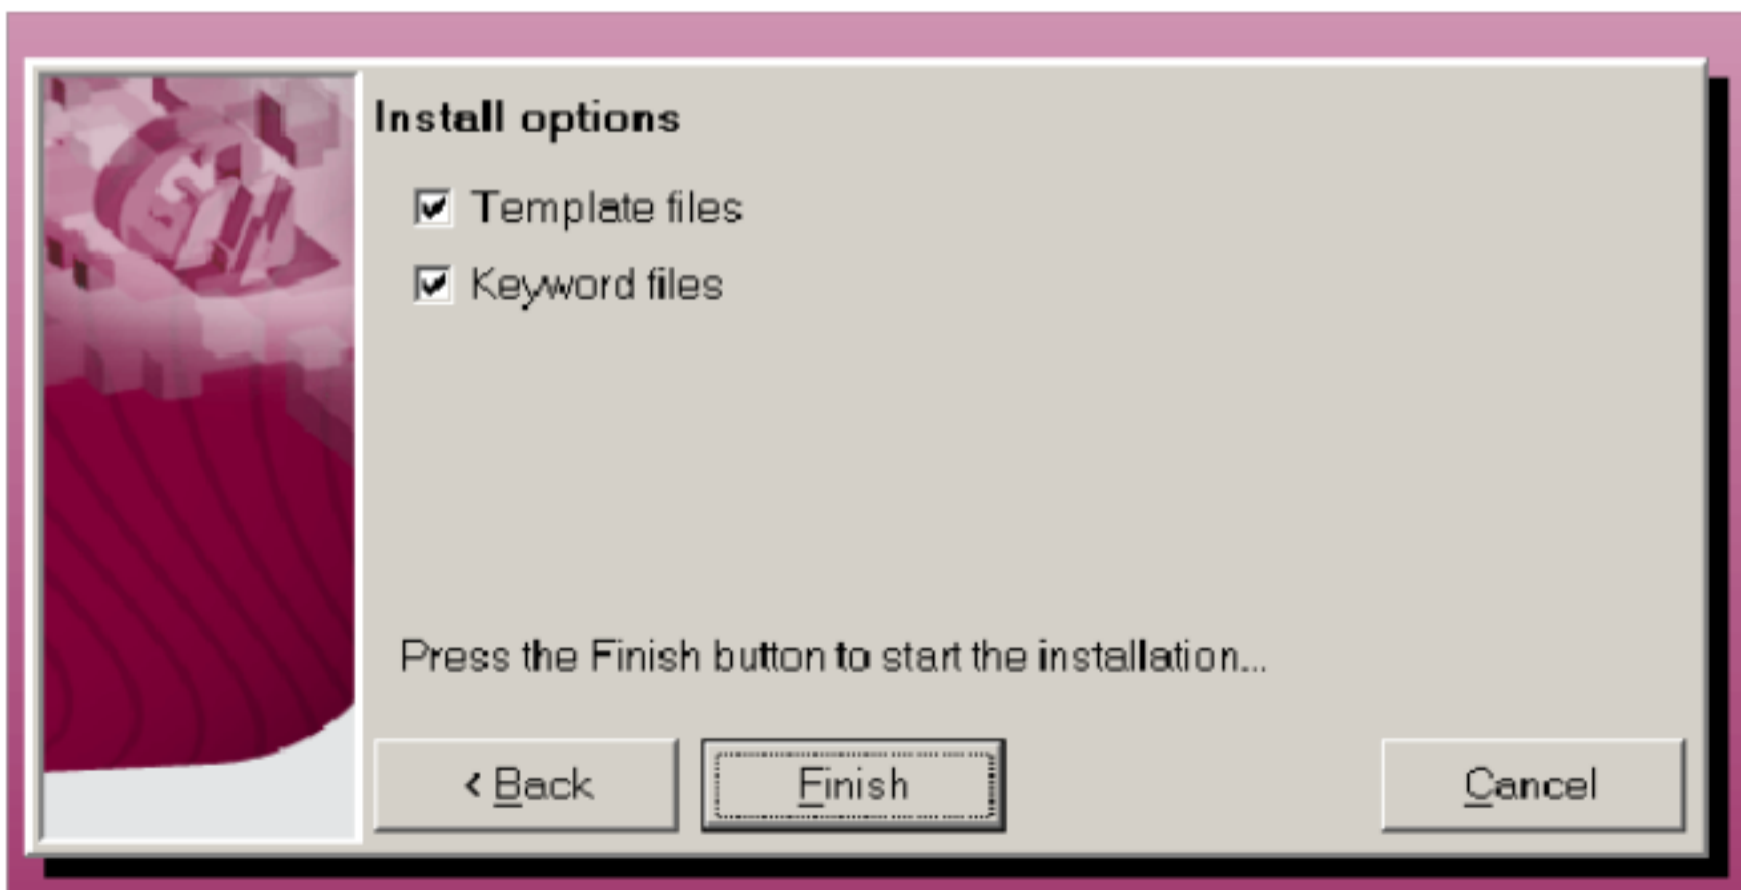 Install options
Template files
Keyword files
Press the Finish button to start the installation...
< Back
Finish
Cancel